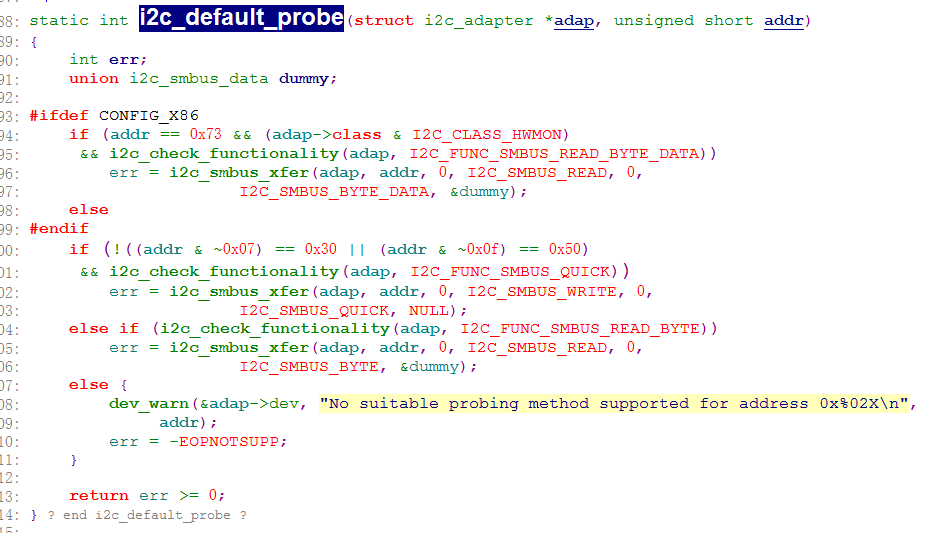 88: static int i2c_default_probe(struct i2c_adapter *adap, unsigned short addr)
89: {
90:     int err;
91:     union i2c_smbus_data dummy;
92:
93: #ifdef CONFIG_X86
94:     if (addr == 0x73 && (adap->class & I2C_CLASS_HWMON)
95:      && i2c_check_functionality(adap, I2C_FUNC_SMBUS_READ_BYTE_DATA))
96:         err = i2c_smbus_xfer(adap, addr, 0, I2C_SMBUS_READ, 0,
97:                      I2C_SMBUS_BYTE_DATA, &dummy);
98:     else
99: #endif
00:     if (!((addr & ~0x07) == 0x30 || (addr & ~0x0f) == 0x50)
01:      && i2c_check_functionality(adap, I2C_FUNC_SMBUS_QUICK))
02:         err = i2c_smbus_xfer(adap, addr, 0, I2C_SMBUS_WRITE, 0,
03:                      I2C_SMBUS_QUICK, NULL);
04:     else if (i2c_check_functionality(adap, I2C_FUNC_SMBUS_READ_BYTE))
05:         err = i2c_smbus_xfer(adap, addr, 0, I2C_SMBUS_READ, 0,
06:                      I2C_SMBUS_BYTE, &dummy);
07:     else {
08:         dev_warn(&adap->dev, "No suitable probing method supported for address 0x%02X\n",
09:              addr);
10:         err = -EOPNOTSUPP;
11:     }
12:
13:     return err >= 0;
14: } ? end i2c_default_probe ?